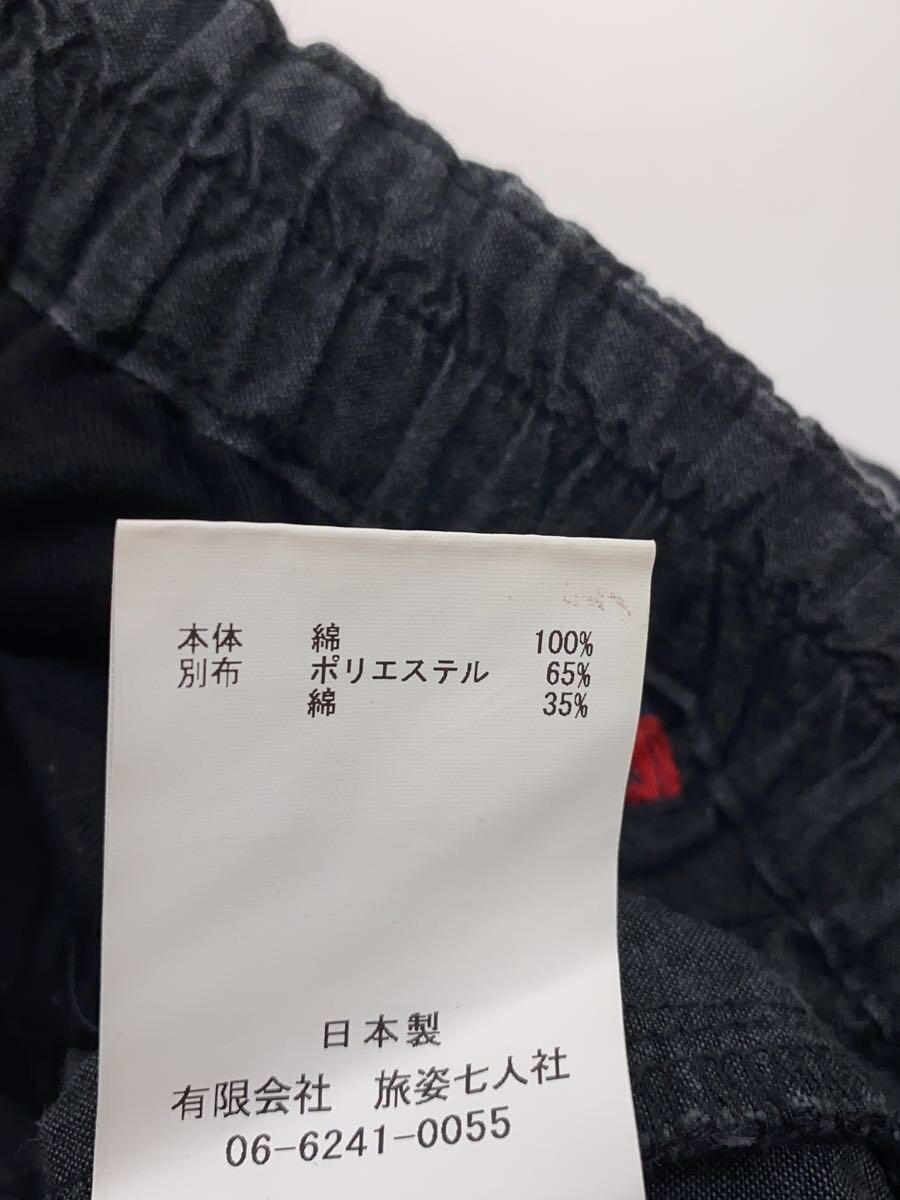 本体 綿 100%
別布 ポリエステル 65%
綿 35%
日本製
有限会社 旅姿七人社
06-6241-0055